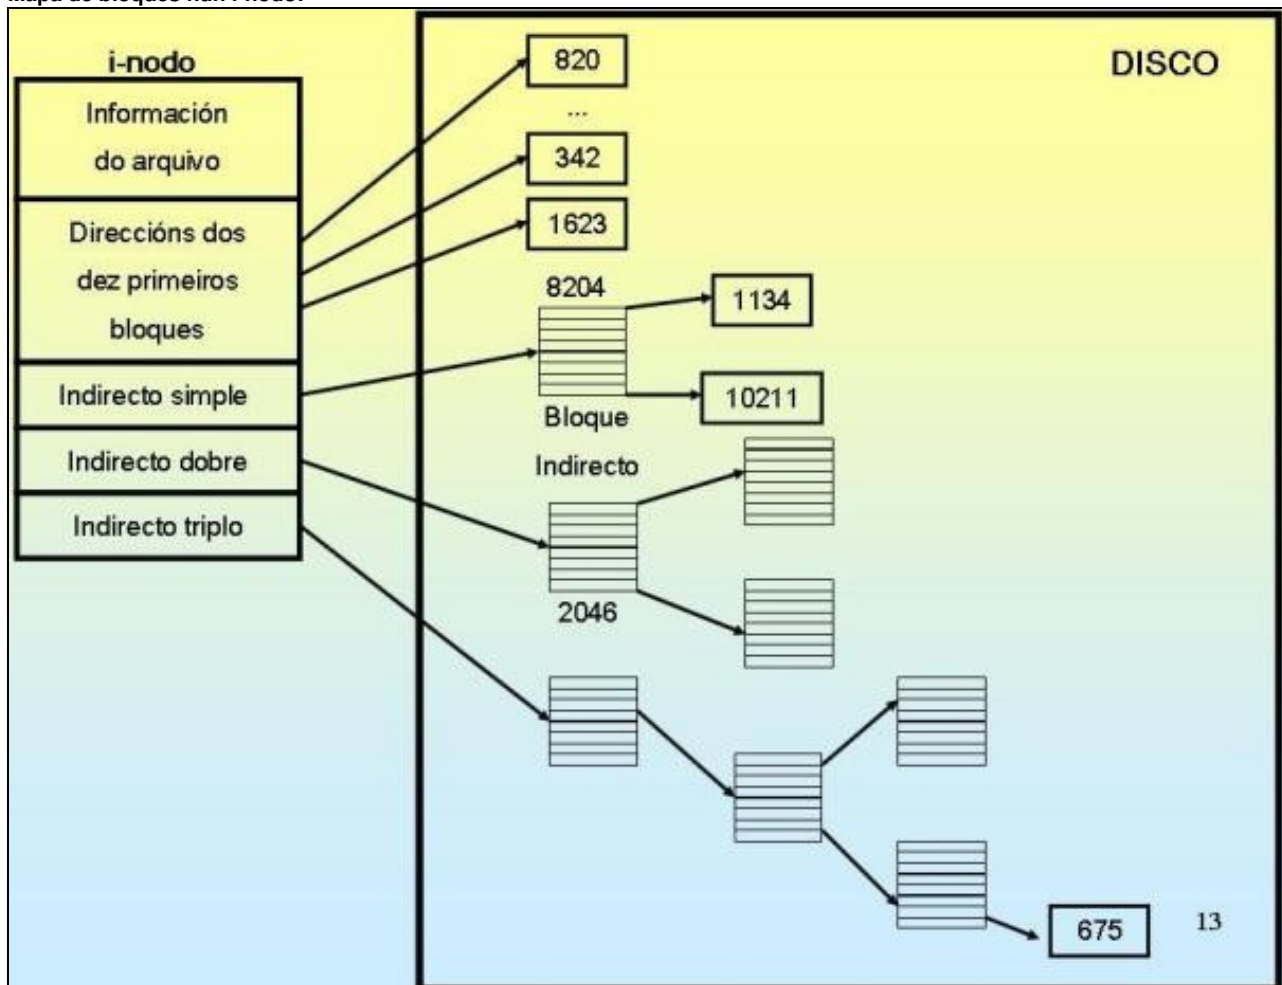 i-nodo
DISCO
Información
do arquivo
Direccións dos
dez primeiros
bloques
Indirecto simple
Indirecto dobre
Indirecto triplo
820
...
342
1623
8204
1134
10211
Bloque
Indirecto
2046
675
13